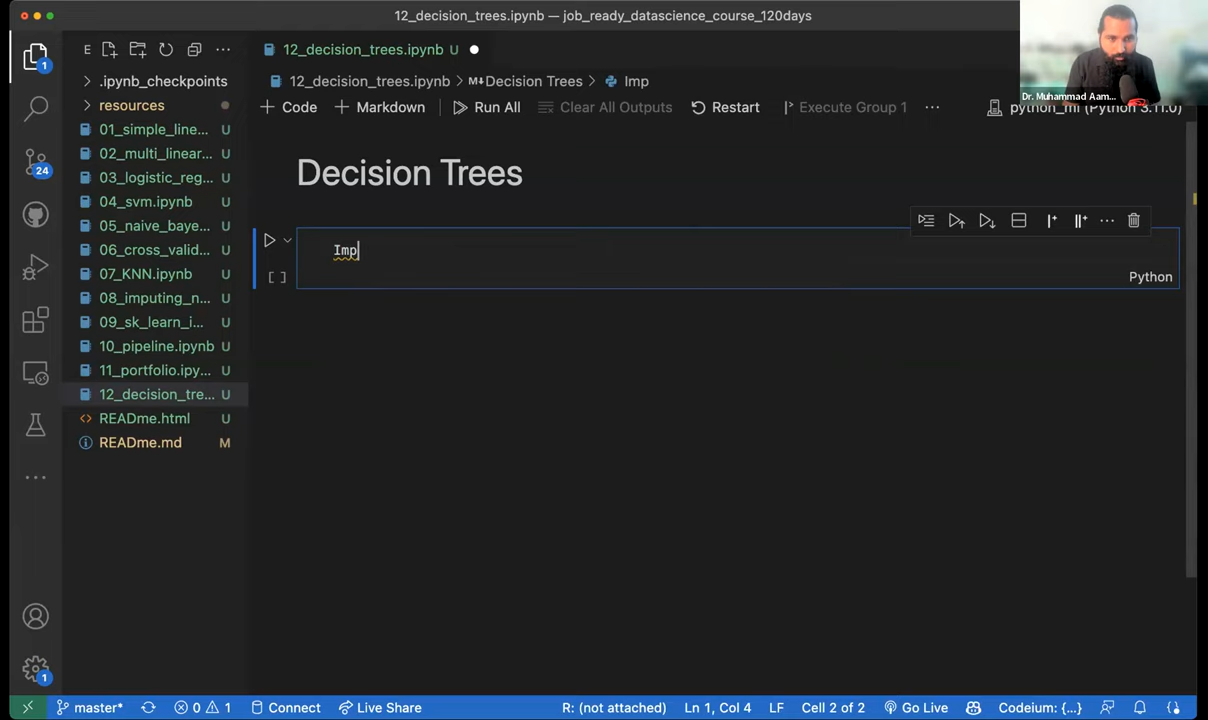 12_decision_trees.ipynb — job_ready_datascience_course_120days
Dr. Muhammad Aam...
E
12_decision_trees.ipynb U
.ipynb_checkpoints
resources
01_simple_line... U
02_multi_linear... U
03_logistic_reg... U
04_svm.ipynb U
05_naive_baye... U
06_cross_valid... U
07_KNN.ipynb U
08_imputing_n... U
09_sk_learn_i... U
10_pipeline.ipynb U
11_portfolio.ipy... U
12_decision_tre... U
READme.html U
READme.md M
1
24
1
12_decision_trees.ipynb > M↓Decision Trees > Imp
+ Code + Markdown Run All Clear All Outputs Restart Execute Group 1 ... python_ml (Python 3.11.0)
Decision Trees
Imp
[ ]
Python
master* 0 1 Connect Live Share R: (not attached) Ln 1, Col 4 LF Cell 2 of 2 Go Live Codeium: {...}